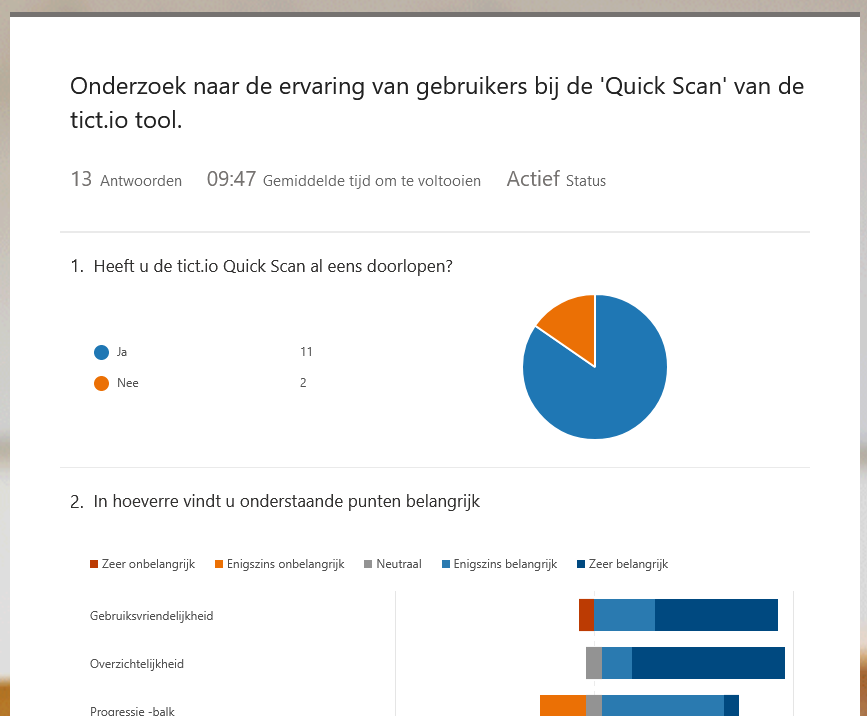 Onderzoek naar de ervaring van gebruikers bij de 'Quick Scan' van de
tict.io tool.
13 Antwoorden 09:47 Gemiddelde tijd om te voltooien Actief Status
1. Heeft u de tict.io Quick Scan al eens doorlopen?
Ja 11
Nee 2
2. In hoeverre vindt u onderstaande punten belangrijk
Zeer onbelangrijk Enigszins onbelangrijk Neutraal Enigszins belangrijk Zeer belangrijk
Gebruiksvriendelijkheid
Overzichtelijkheid
Progressie -balk